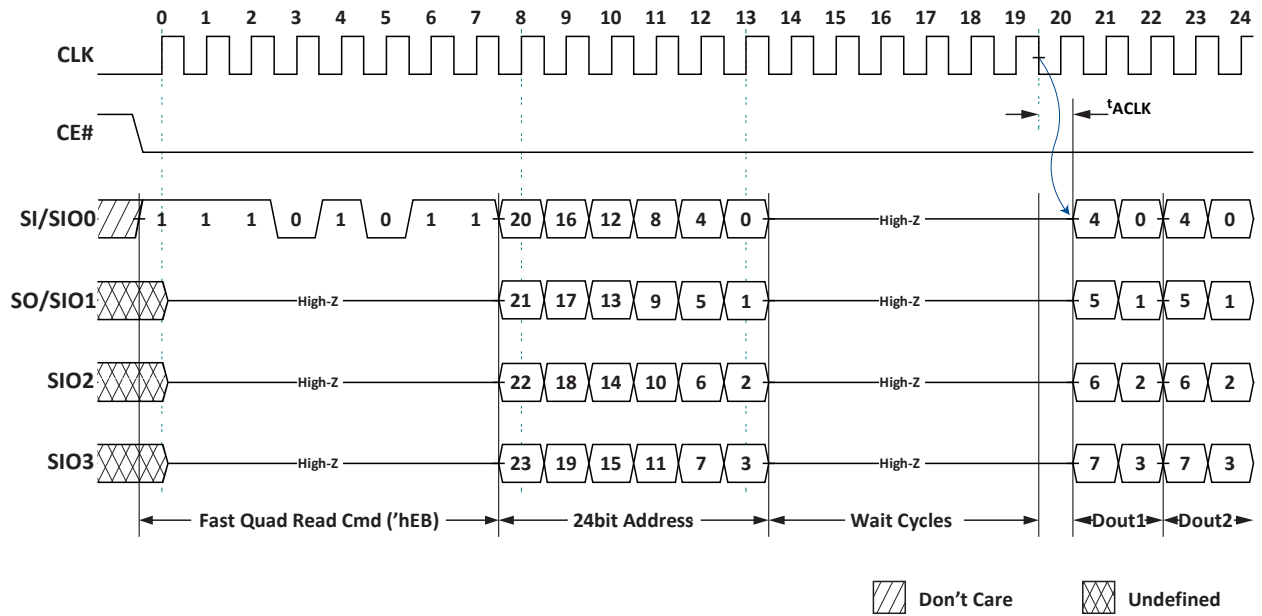 0 1 2 3 4 5 6 7 8 9 10 11 12 13 14 15 16 17 18 19 20 21 22 23 24
CLK
tACLK
CE#
SI/SIO0 1 1 1 0 1 0 1 1 20 16 12 8 4 0 High-Z 4 0 4 0
SO/SIO1 High-Z 21 17 13 9 5 1 High-Z 5 1 5 1
SIO2 High-Z 22 18 14 10 6 2 High-Z 6 2 6 2
SIO3 High-Z 23 19 15 11 7 3 High-Z 7 3 7 3
Fast Quad Read Cmd ('hEB) 24bit Address Wait Cycles Dout1 Dout2
Don't Care Undefined